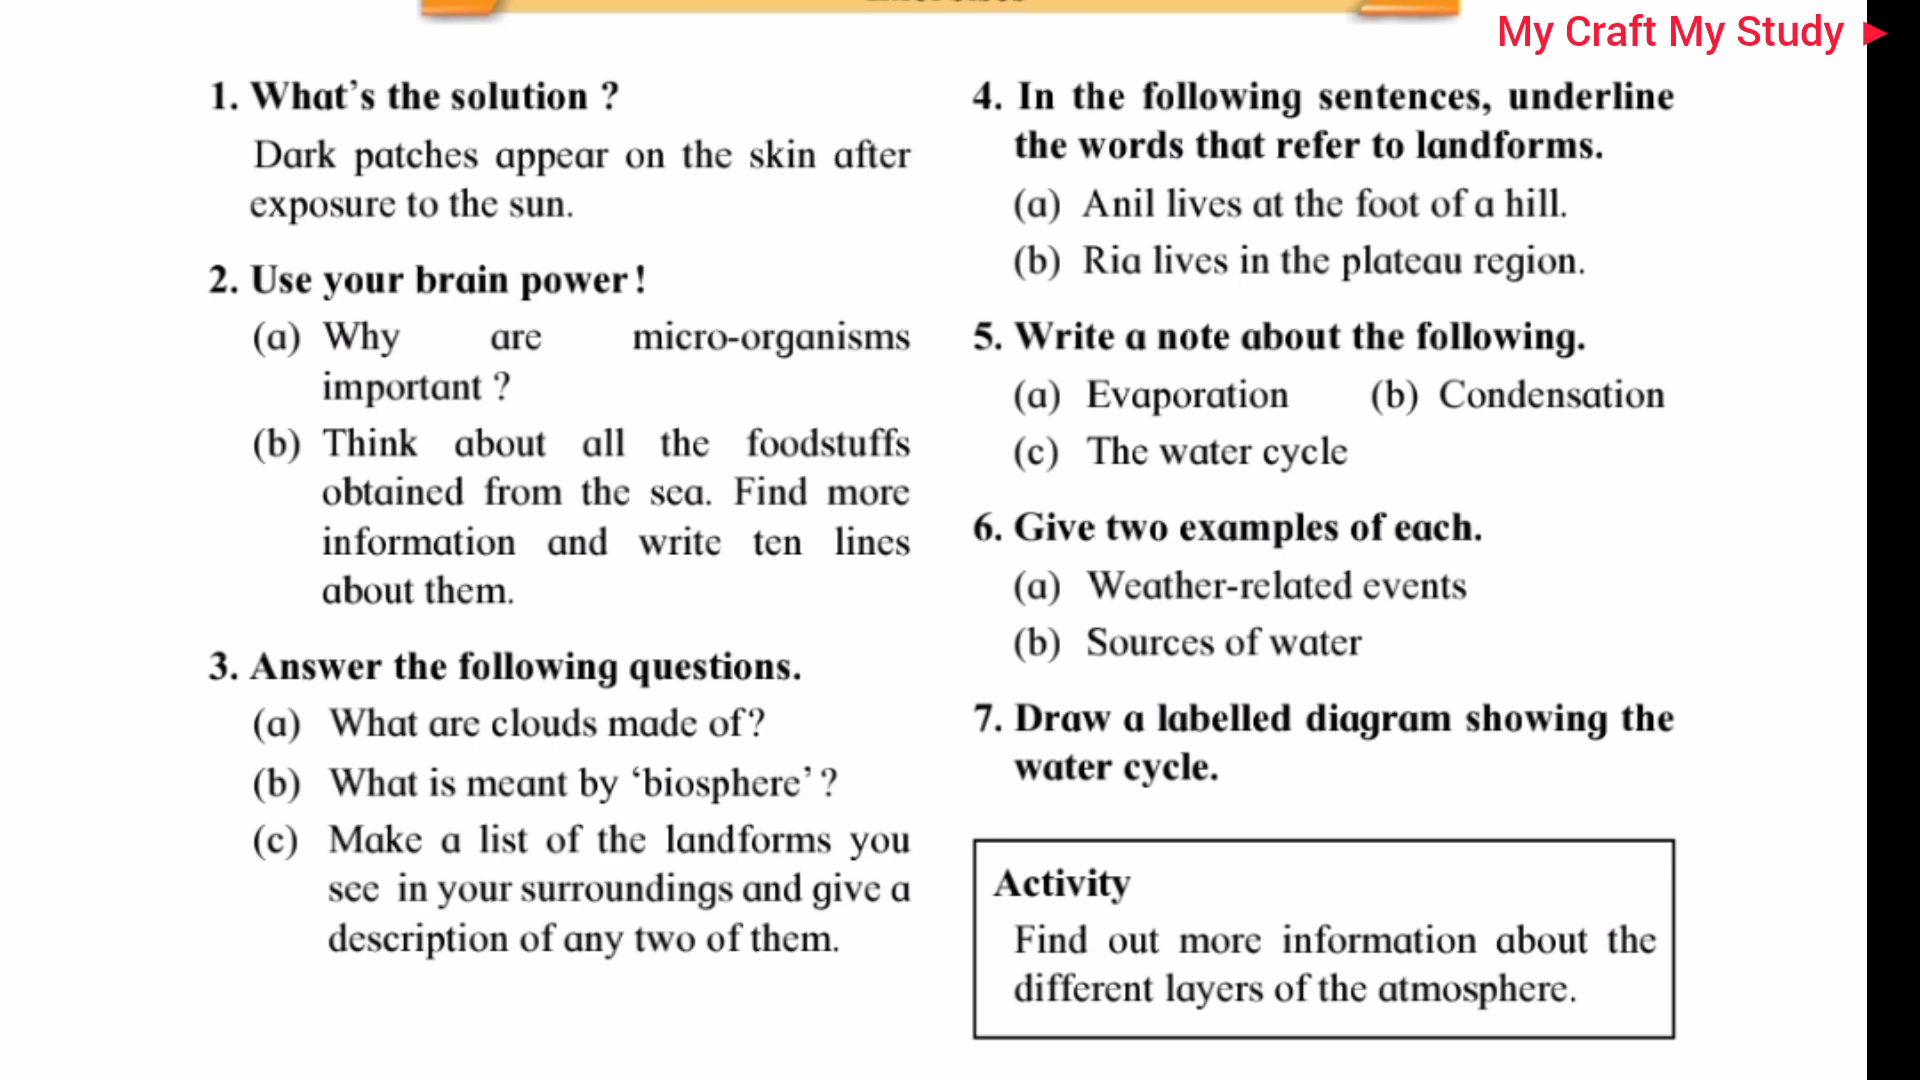 My Craft My Study
1. What's the solution ?
Dark patches appear on the skin after
exposure to the sun.
2. Use your brain power !
(a) Why are micro-organisms
important ?
(b) Think about all the foodstuffs
obtained from the sea. Find more
information and write ten lines
about them.
3. Answer the following questions.
(a) What are clouds made of ?
(b) What is meant by ‘biosphere’ ?
(c) Make a list of the landforms you
see in your surroundings and give a
description of any two of them.
4. In the following sentences, underline
the words that refer to landforms.
(a) Anil lives at the foot of a hill.
(b) Ria lives in the plateau region.
5. Write a note about the following.
(a) Evaporation (b) Condensation
(c) The water cycle
6. Give two examples of each.
(a) Weather-related events
(b) Sources of water
7. Draw a labelled diagram showing the
water cycle.
Activity
Find out more information about the
different layers of the atmosphere.